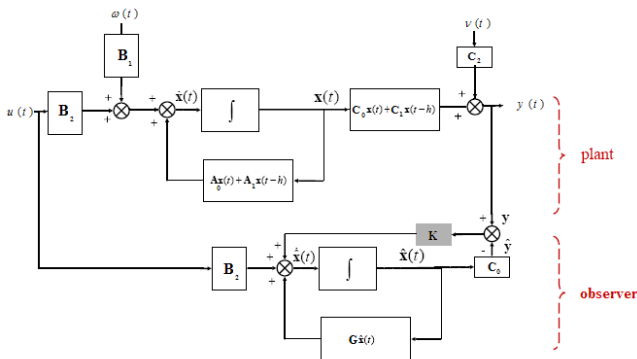 ω(t)
ν(t)
B₁
C₂
u(t)
B₂
+
+
+
+
ẋ(t)
∫
x(t)
C₀x(t)+C₁x(t−h)
+
+
y(t)
A₀x(t)+A₁x(t−h)
plant
+
y
K
-
ŷ
B₂
+
+
+
x̂̇(t)
∫
x̂(t)
C₀
Gx̂(t)
observer